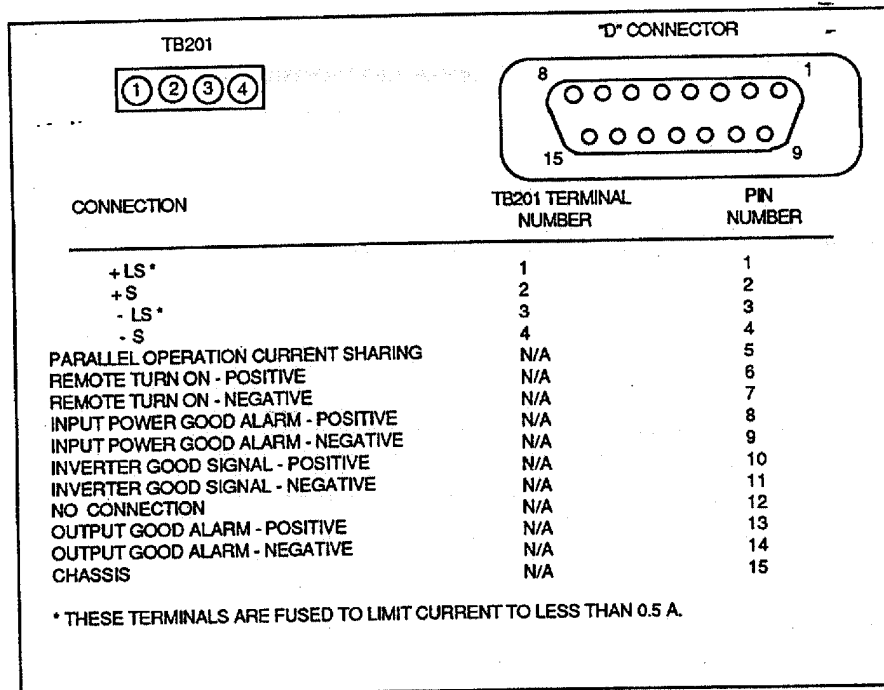 TB201
"D" CONNECTOR
1 2 3 4
8 1
15 9
CONNECTION TB201 TERMINAL NUMBER PIN NUMBER
+ LS * 1 1
+ S 2 2
- LS * 3 3
- S 4 4
PARALLEL OPERATION CURRENT SHARING N/A 5
REMOTE TURN ON - POSITIVE N/A 6
REMOTE TURN ON - NEGATIVE N/A 7
INPUT POWER GOOD ALARM - POSITIVE N/A 8
INPUT POWER GOOD ALARM - NEGATIVE N/A 9
INVERTER GOOD SIGNAL - POSITIVE N/A 10
INVERTER GOOD SIGNAL - NEGATIVE N/A 11
NO CONNECTION N/A 12
OUTPUT GOOD ALARM - POSITIVE N/A 13
OUTPUT GOOD ALARM - NEGATIVE N/A 14
CHASSIS N/A 15
* THESE TERMINALS ARE FUSED TO LIMIT CURRENT TO LESS THAN 0.5 A.